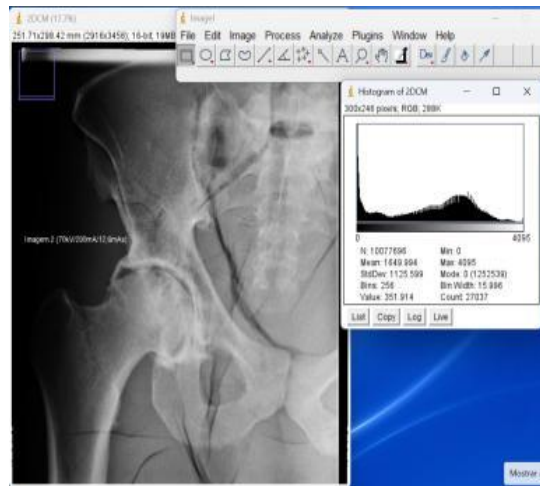 2DCM (17.7%)
251.71x298.42 mm (2916x3456); 16-bit, 19MB
ImageJ
File Edit Image Process Analyze Plugins Window Help
Dev
Imagem 2 (70kV/200mA/12,6mAs)
Histogram of 2DCM
300x246 pixels; RGB; 288K
0
4095
N: 10077696 Min: 0
Mean: 1649.994 Max: 4095
StdDev: 1125.599 Mode: 0 (1252539)
Bins: 256 Bin Width: 15.996
Value: 351.914 Count: 27037
List Copy Log Live
Mostrar